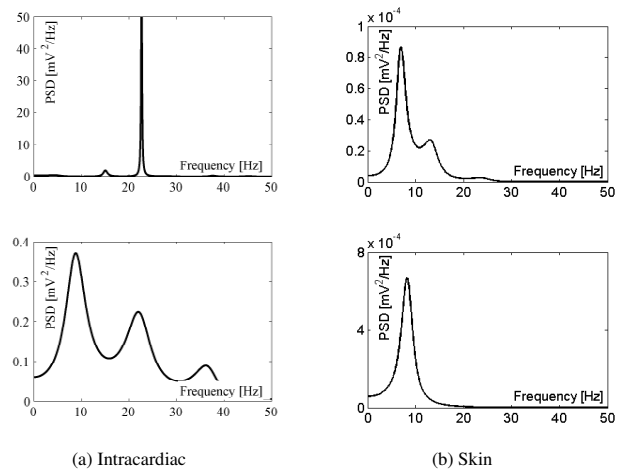 50
40
30
20
10
0
PSD [mV²/Hz]
Frequency [Hz]
0 10 20 30 40 50
1 x 10⁻⁴
0.8
0.6
0.4
0.2
0
PSD [mV²/Hz]
Frequency [Hz]
0 10 20 30 40 50
0.4
0.3
0.2
0.1
0
PSD [mV²/Hz]
Frequency [Hz]
0 10 20 30 40 50
8 x 10⁻⁴
4
0
PSD [mV²/Hz]
Frequency [Hz]
0 10 20 30 40 50
(a) Intracardiac
(b) Skin